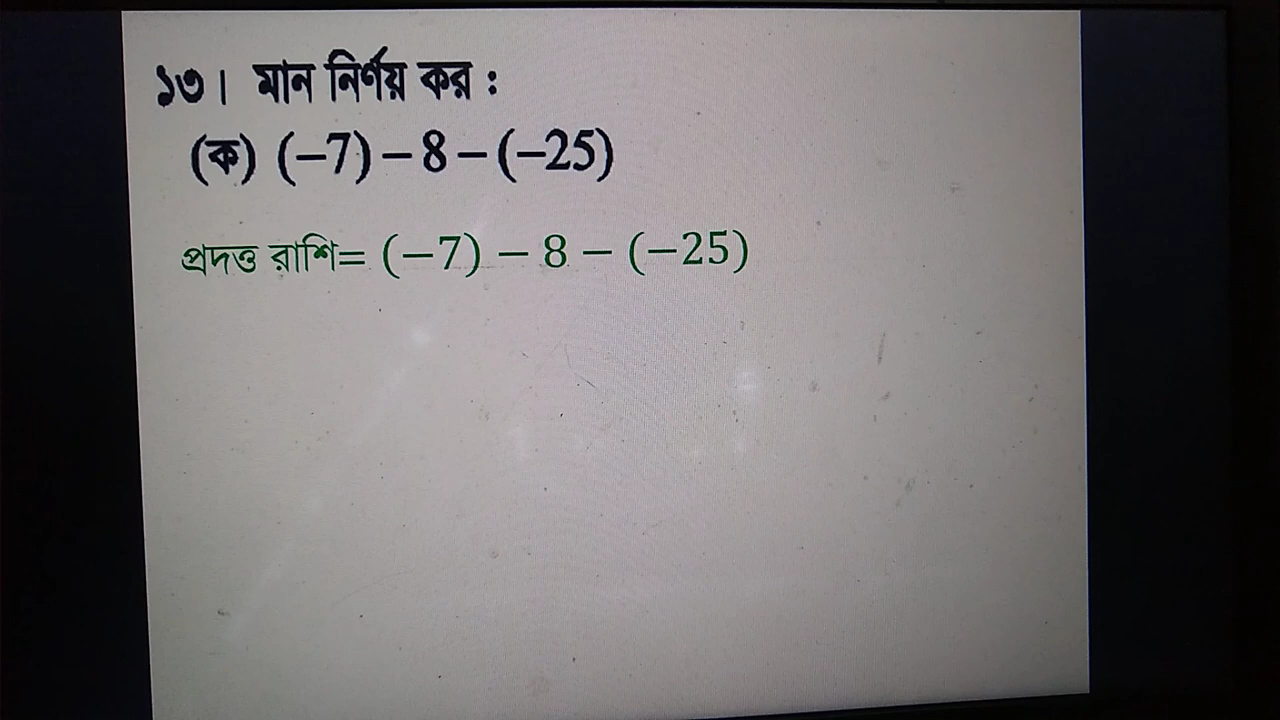 ১৩। মান নির্ণয় কর :
(ক) (−7) − 8 − (−25)
প্রদত্ত রাশি= (−7) − 8 − (−25)